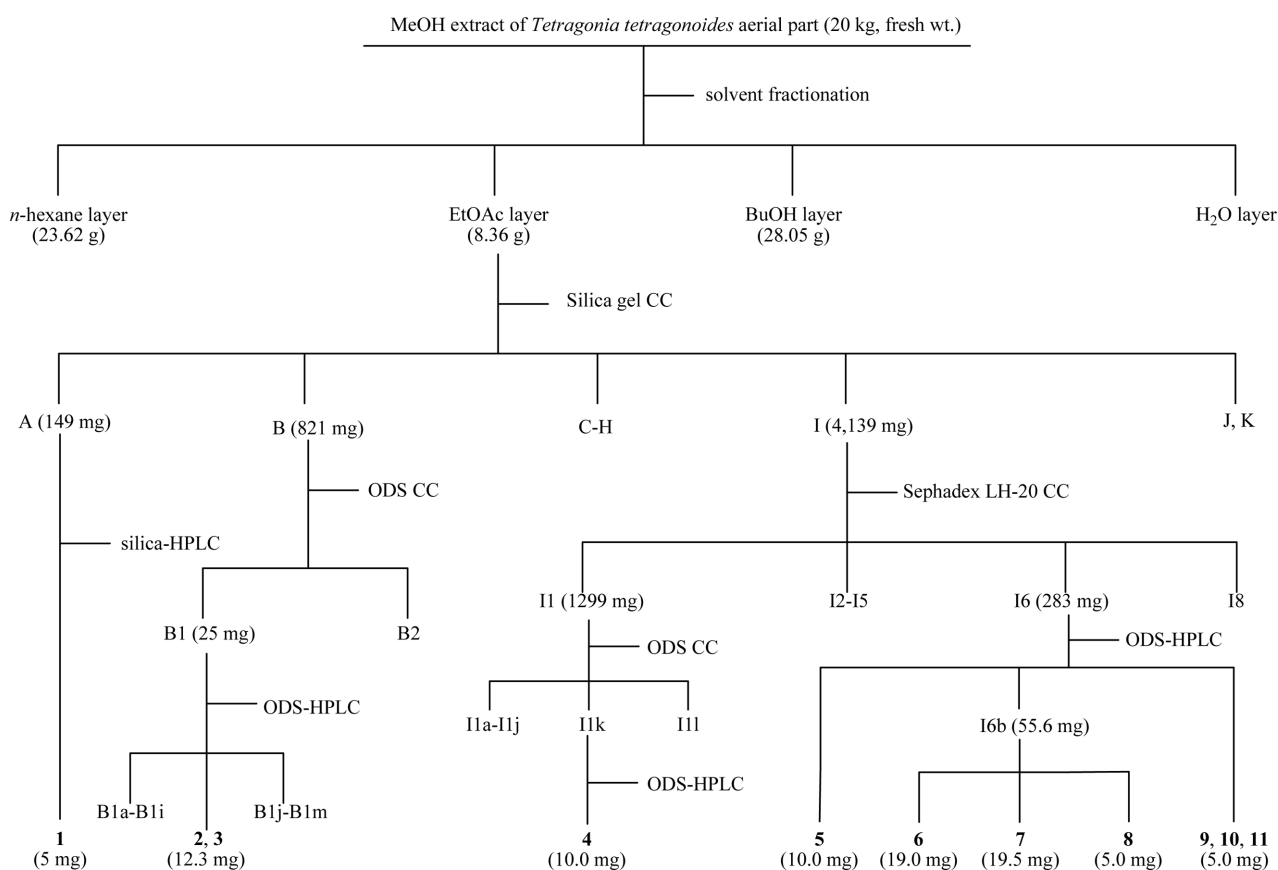 MeOH extract of Tetragonia tetragonoides aerial part (20 kg, fresh wt.)
solvent fractionation
n-hexane layer
(23.62 g)
EtOAc layer
(8.36 g)
BuOH layer
(28.05 g)
H₂O layer
Silica gel CC
A (149 mg)
B (821 mg)
C-H
I (4,139 mg)
J, K
ODS CC
Sephadex LH-20 CC
silica-HPLC
I1 (1299 mg)
I2-I5
I6 (283 mg)
I8
B1 (25 mg)
B2
ODS CC
ODS-HPLC
ODS-HPLC
I1a-I1j
I1k
I1l
I6b (55.6 mg)
ODS-HPLC
B1a-B1i
B1j-B1m
1
(5 mg)
2, 3
(12.3 mg)
4
(10.0 mg)
5
(10.0 mg)
6
(19.0 mg)
7
(19.5 mg)
8
(5.0 mg)
9, 10, 11
(5.0 mg)